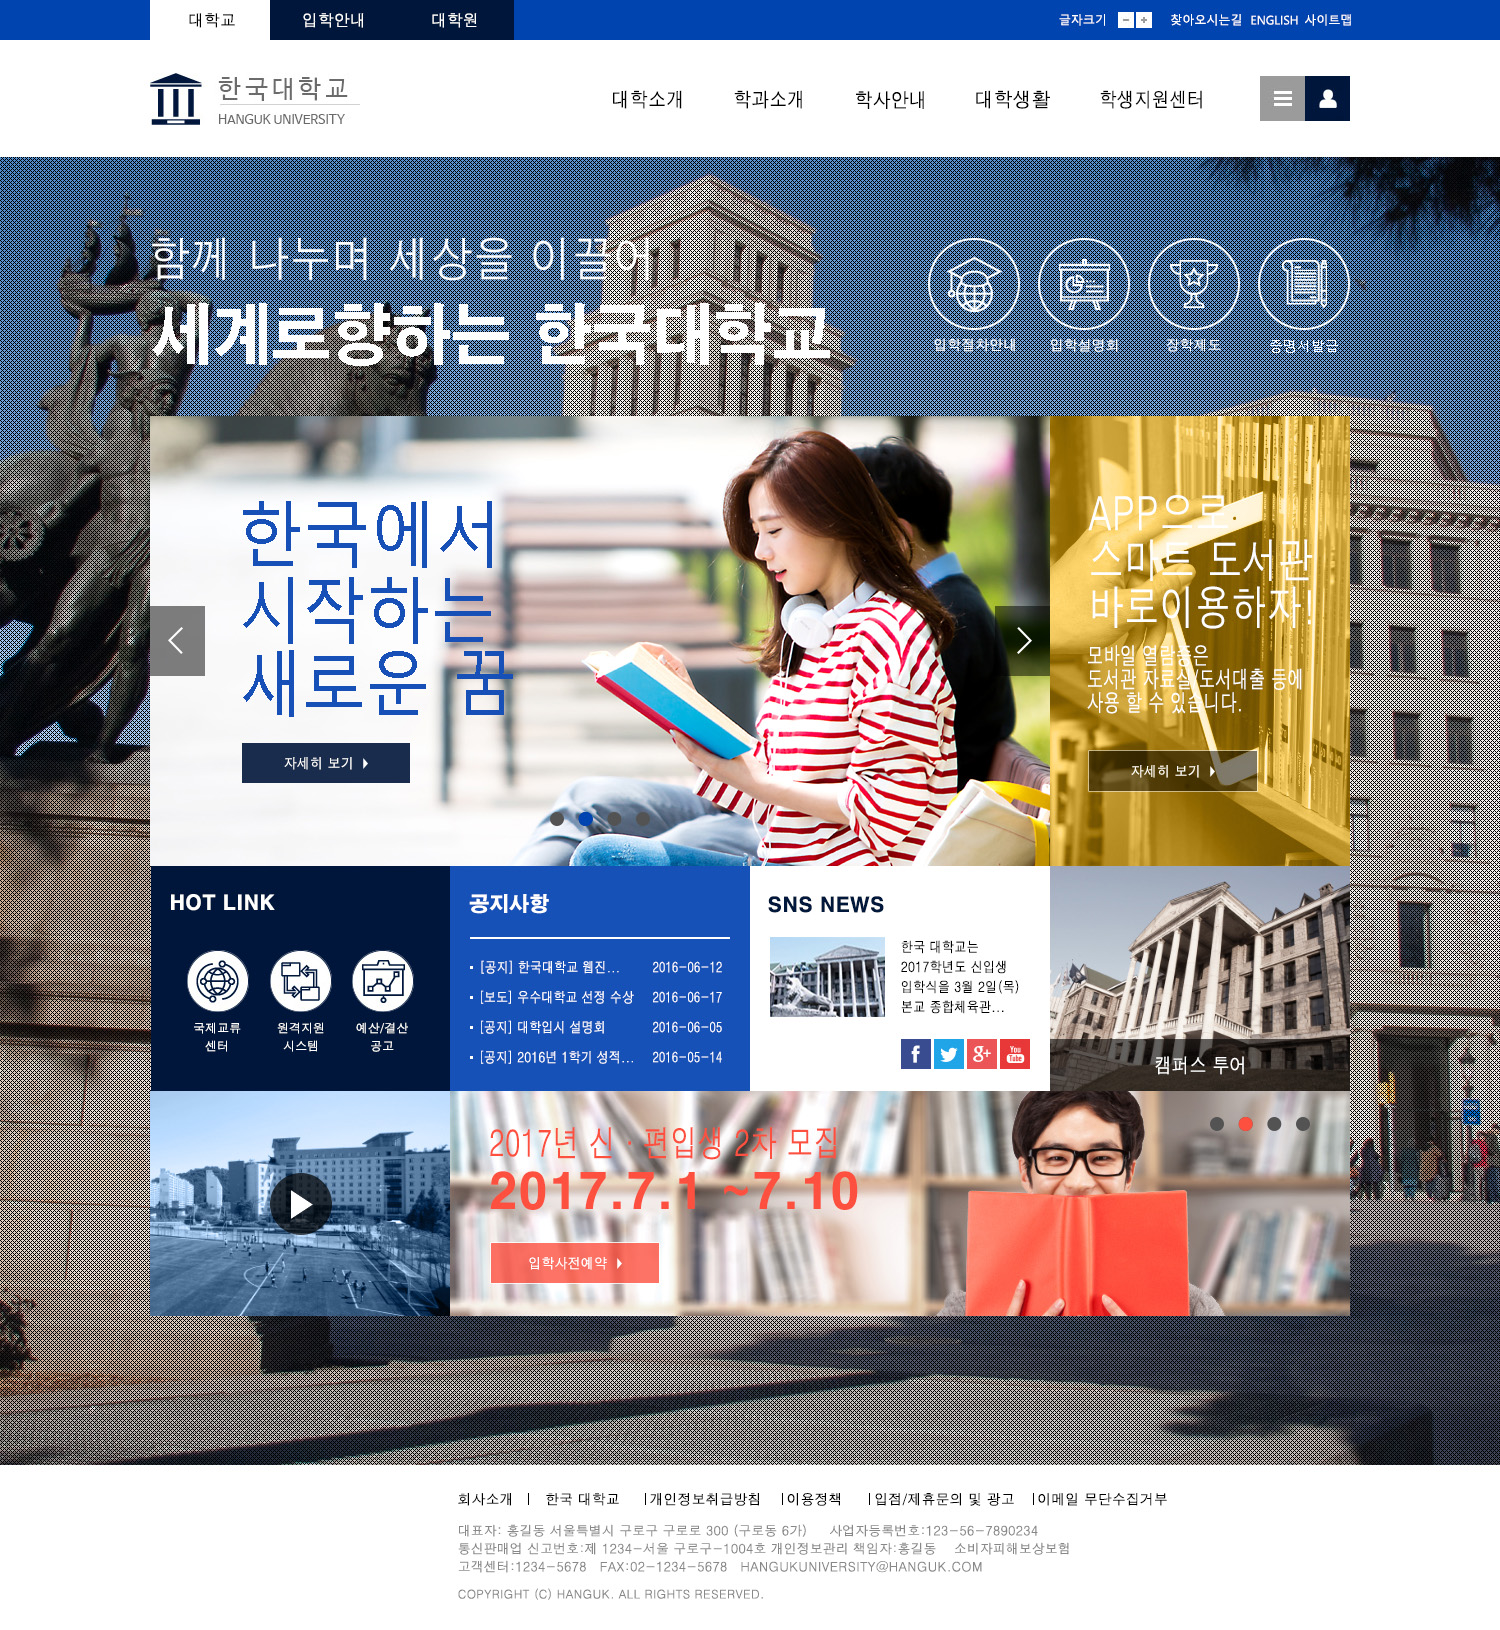 대학교
입학안내
대학원
글자크기
찾아오시는길 ENGLISH 사이트맵
한국대학교
HANGUK UNIVERSITY
대학소개
학과소개
학사안내
대학생활
학생지원센터
함께 나누며 세상을 이끌어
세계로향하는 한국대학교
입학절차안내
입학설명회
장학제도
증명서발급
한국에서
시작하는
새로운 꿈
자세히 보기
APP으로
스마트 도서관
바로이용하자!
모바일 열람증은
도서관 자료실/도서대출 등에
사용 할 수 있습니다.
자세히 보기
HOT LINK
국제교류
센터
원격지원
시스템
예산/결산
공고
공지사항
[공지] 한국대학교 웹진... 2016-06-12
[보도] 우수대학교 선정 수상 2016-06-17
[공지] 대학입시 설명회 2016-06-05
[공지] 2016년 1학기 성적... 2016-05-14
SNS NEWS
한국 대학교는
2017학년도 신입생
입학식을 3월 2일(목)
본교 종합체육관...
f
g+
You
Tube
캠퍼스 투어
2017년 신 · 편입생 2차 모집
2017.7.1 ~7.10
입학사전예약
회사소개 | 한국 대학교 |개인정보취급방침 |이용정책 |입점/제휴문의 및 광고 |이메일 무단수집거부
대표자: 홍길동 서울특별시 구로구 구로로 300 (구로동 6가) 사업자등록번호:123-56-7890234
통신판매업 신고번호:제 1234-서울 구로구-1004호 개인정보관리 책임자:홍길동 소비자피해보상보험
고객센터:1234-5678 FAX:02-1234-5678 HANGUKUNIVERSITY@HANGUK.COM
COPYRIGHT (C) HANGUK. ALL RIGHTS RESERVED.